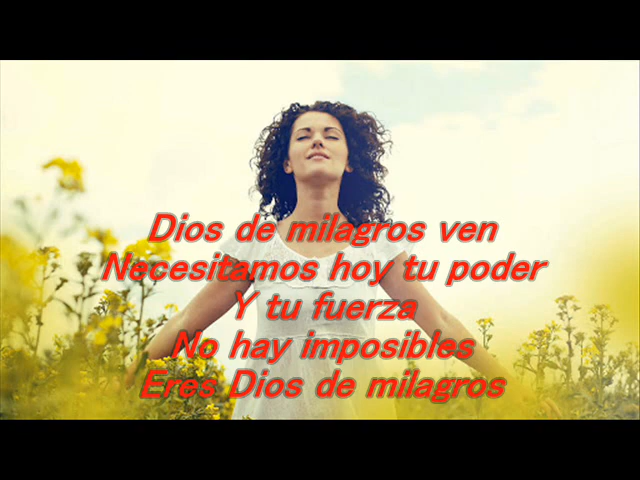 Dios de milagros ven
Necesitamos hoy tu poder
Y tu fuerza
No hay imposibles
Eres Dios de milagros